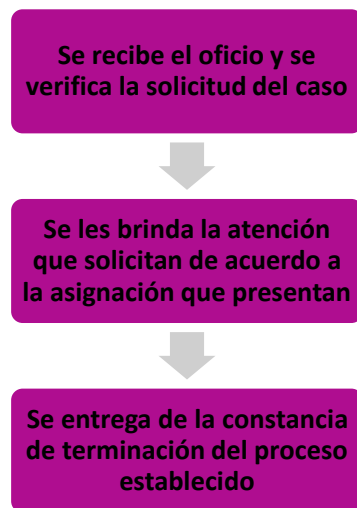 Se recibe el oficio y se
verifica la solicitud del caso
Se les brinda la atención
que solicitan de acuerdo a
la asignación que presentan
Se entrega de la constancia
de terminación del proceso
establecido